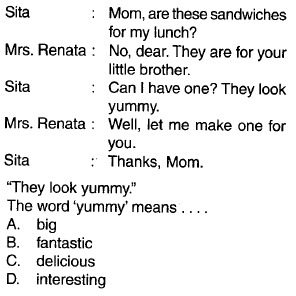 Sita : Mom, are these sandwiches
for my lunch?
Mrs. Renata : No, dear. They are for your
little brother.
Sita : Can I have one? They look
yummy.
Mrs. Renata : Well, let me make one for
you.
Sita : Thanks, Mom.
“They look yummy.”
The word ‘yummy’ means . . . .
A. big
B. fantastic
C. delicious
D. interesting